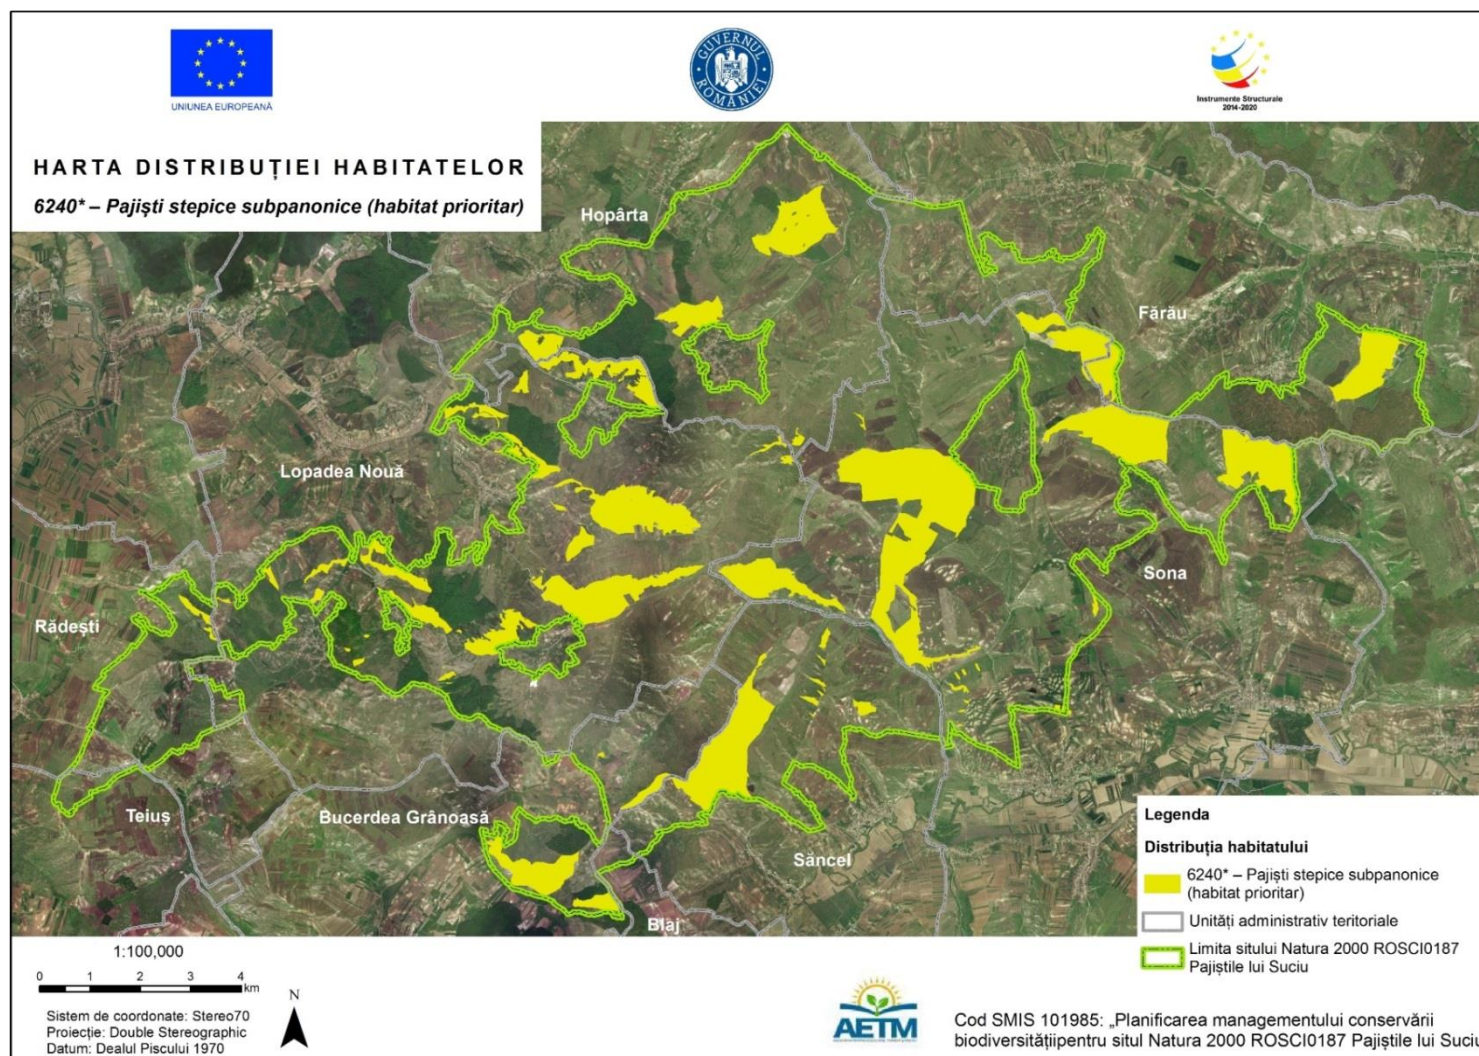 UNIUNEA EUROPEANĂ
GUVERNUL ROMÂNIEI
Instrumente Structurale
2014-2020
HARTA DISTRIBUȚIEI HABITATELOR
6240* – Pajiști stepice subpanonice (habitat prioritar)
Hopârta
Fărău
Lopadea Nouă
Sona
Rădești
Teiuș
Bucerdea Grânoasă
Sâncel
Blaj
Legenda
Distribuția habitatului
6240* – Pajiști stepice subpanonice
(habitat prioritar)
Unități administrativ teritoriale
Limita sitului Natura 2000 ROSCI0187
Pajiștile lui Suciu
1:100,000
0 1 2 3 4
km
N
Sistem de coordonate: Stereo70
Proiecție: Double Stereographic
Datum: Dealul Piscului 1970
AETM
Cod SMIS 101985: „Planificarea managementului conservării
biodiversitățiipentru situl Natura 2000 ROSCI0187 Pajiștile lui Suciu